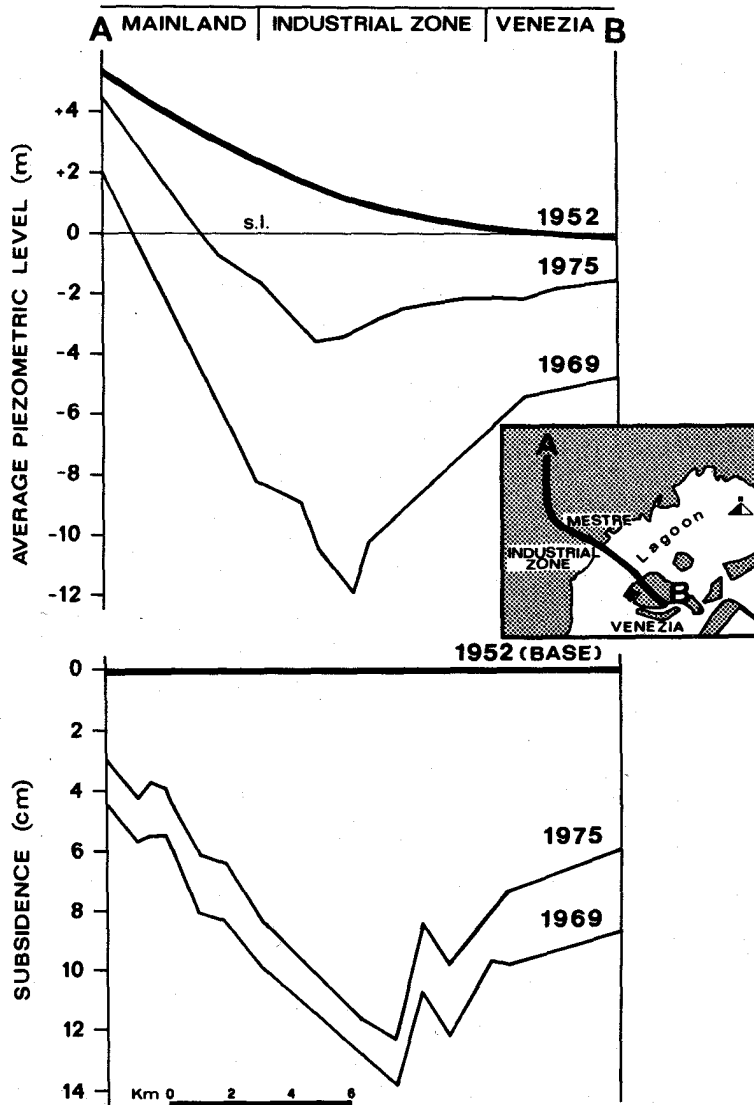 A MAINLAND INDUSTRIAL ZONE VENEZIA B
AVERAGE PIEZOMETRIC LEVEL (m)
+4
+2
0
-2
-4
-6
-8
-10
-12
s.l.
1952
1975
1969
A
MESTRE
Lagoon
INDUSTRIAL
ZONE
B
VENEZIA
1952 (BASE)
SUBSIDENCE (cm)
0
2
4
6
8
10
12
14
1975
1969
Km 0 2 4 6